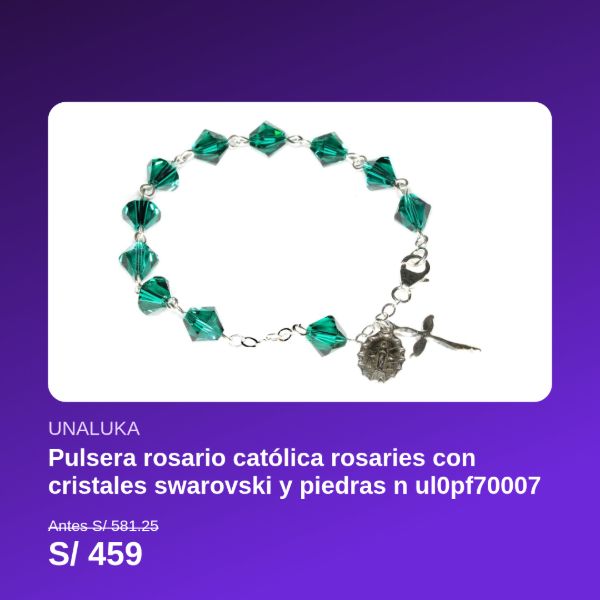 UNALUKA
Pulsera rosario católica rosaries con
cristales swarovski y piedras n ul0pf70007
Antes S/ 581.25
S/ 459